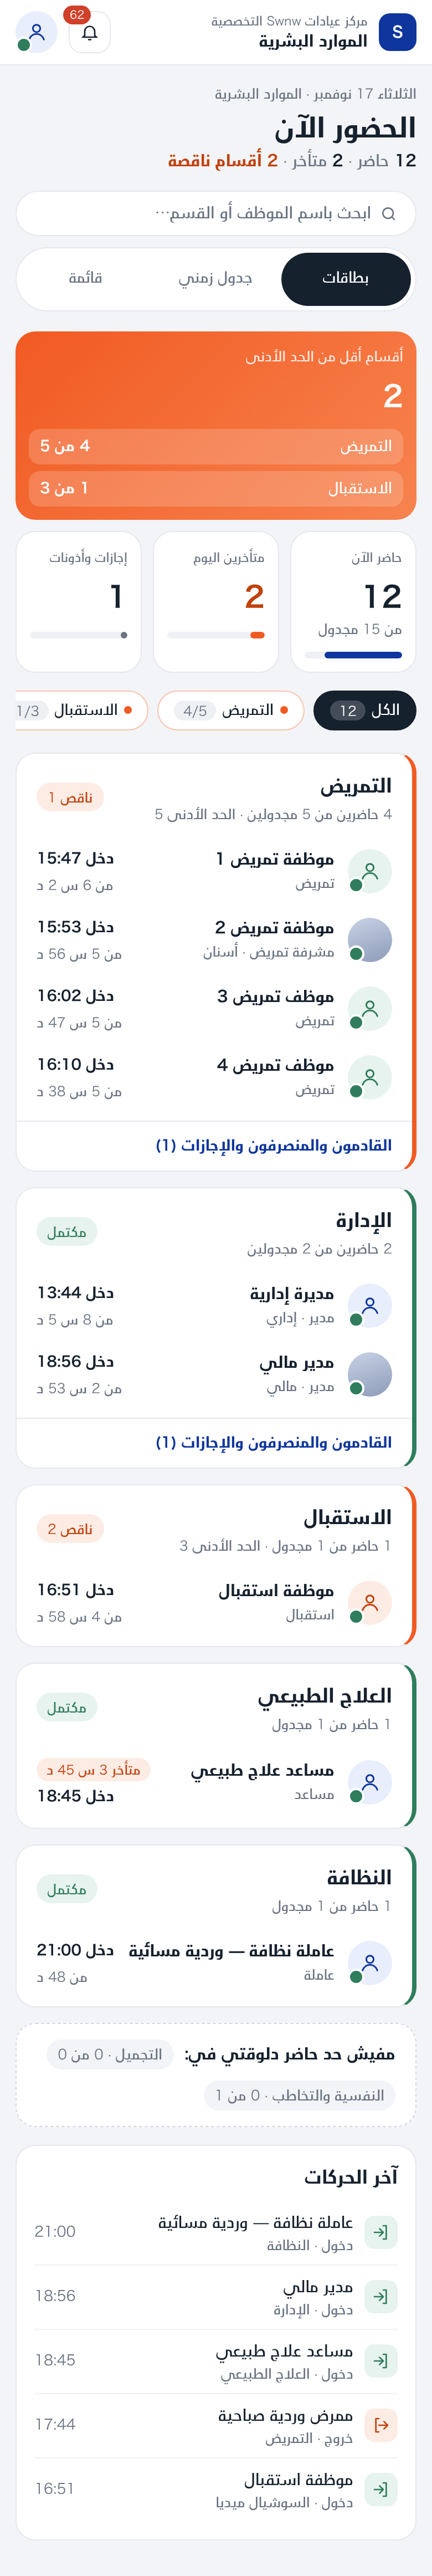 S
مركز عيادات Swnw التخصصية
الموارد البشرية
62
الثلاثاء 17 نوفمبر · الموارد البشرية
الحضور الآن
12 حاضر · 2 متأخر · 2 أقسام ناقصة
ابحث باسم الموظف أو القسم...
بطاقات
جدول زمني
قائمة
أقسام أقل من الحد الأدنى
2
التمريض 4 من 5
الاستقبال 1 من 3
حاضر الآن
12
من 15 مجدول
متأخرين اليوم
2
إجازات وأذونات
1
الكل 12
التمريض 4/5
الاستقبال 1/3
التمريض
ناقص 1
4 حاضرين من 5 مجدولين · الحد الأدنى 5
موظفة تمريض 1
دخل 15:47
تمريض
من 6 س 2 د
موظفة تمريض 2
دخل 15:53
مشرفة تمريض · أسنان
من 5 س 56 د
موظف تمريض 3
دخل 16:02
تمريض
من 5 س 47 د
موظف تمريض 4
دخل 16:10
تمريض
من 5 س 38 د
القادمون والمنصرفون والإجازات (1)
الإدارة
مكتمل
2 حاضرين من 2 مجدولين
مديرة إدارية
دخل 13:44
مدير · إداري
من 8 س 5 د
مدير مالي
دخل 18:56
مدير · مالي
من 2 س 53 د
القادمون والمنصرفون والإجازات (1)
الاستقبال
ناقص 2
1 حاضر من 1 مجدول · الحد الأدنى 3
موظفة استقبال
دخل 16:51
استقبال
من 4 س 58 د
العلاج الطبيعي
مكتمل
1 حاضر من 1 مجدول
مساعد علاج طبيعي
متأخر 3 س 45 د
مساعد
دخل 18:45
النظافة
مكتمل
1 حاضر من 1 مجدول
عاملة نظافة — وردية مسائية
دخل 21:00
عاملة
من 48 د
مفيش حد حاضر دلوقتي في:
التجميل · 0 من 0
النفسية والتخاطب · 0 من 1
آخر الحركات
عاملة نظافة — وردية مسائية
دخول · النظافة
21:00
مدير مالي
دخول · الإدارة
18:56
مساعد علاج طبيعي
دخول · العلاج الطبيعي
18:45
ممرض وردية صباحية
خروج · التمريض
17:44
موظفة استقبال
دخول · السوشيال ميديا
16:51